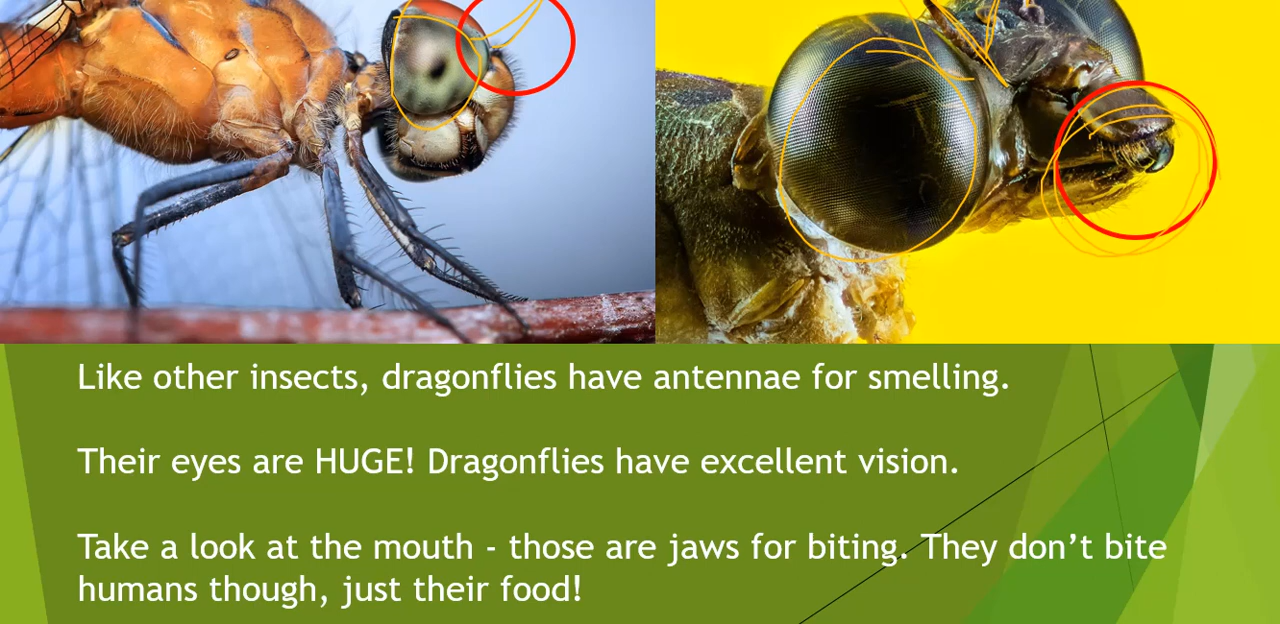 Like other insects, dragonflies have antennae for smelling.
Their eyes are HUGE! Dragonflies have excellent vision.
Take a look at the mouth - those are jaws for biting. They don’t bite
humans though, just their food!